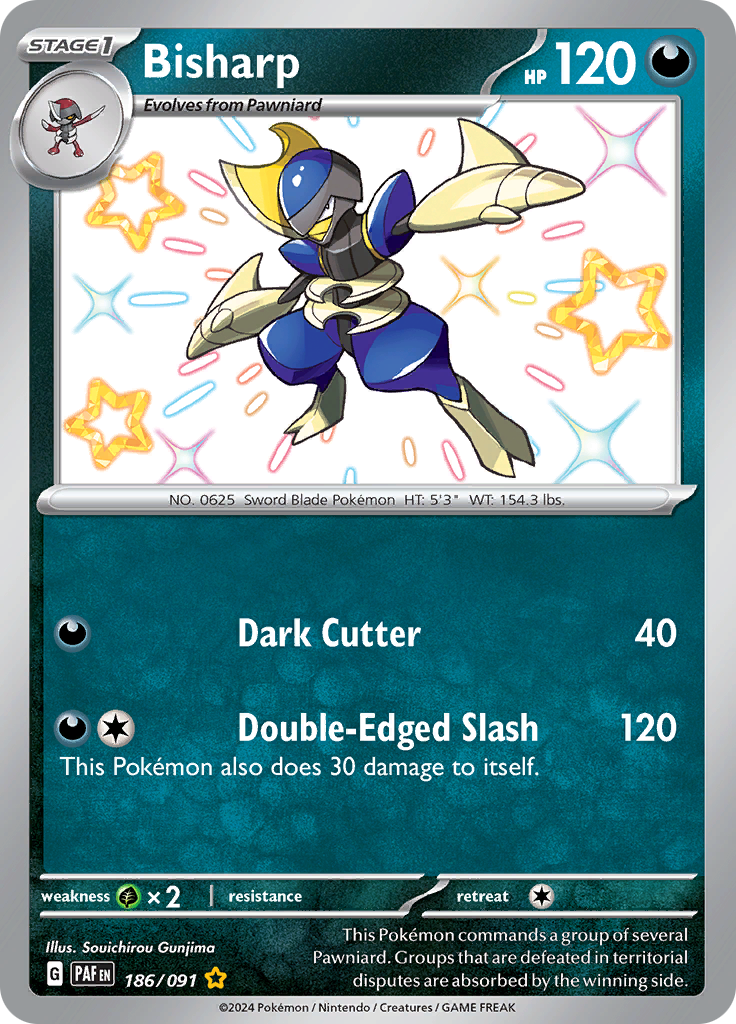 STAGE 1
Bisharp
HP 120
Evolves from Pawniard
NO. 0625 Sword Blade Pokémon HT: 5'3" WT: 154.3 lbs.
Dark Cutter 40
Double-Edged Slash 120
This Pokémon also does 30 damage to itself.
weakness ×2 resistance retreat
Illus. Souichirou Gunjima
This Pokémon commands a group of several
Pawniard. Groups that are defeated in territorial
disputes are absorbed by the winning side.
G PAF EN 186/091
©2024 Pokémon / Nintendo / Creatures / GAME FREAK